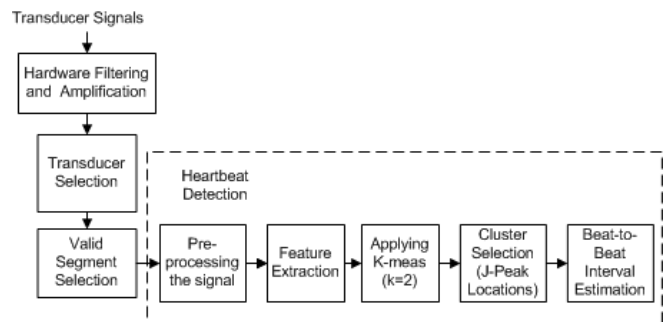 Transducer Signals
Hardware Filtering
and Amplification
Transducer
Selection
Heartbeat
Detection
Valid
Segment
Selection
Pre-
processing
the signal
Feature
Extraction
Applying
K-meas
(k=2)
Cluster
Selection
(J-Peak
Locations)
Beat-to-
Beat
Interval
Estimation